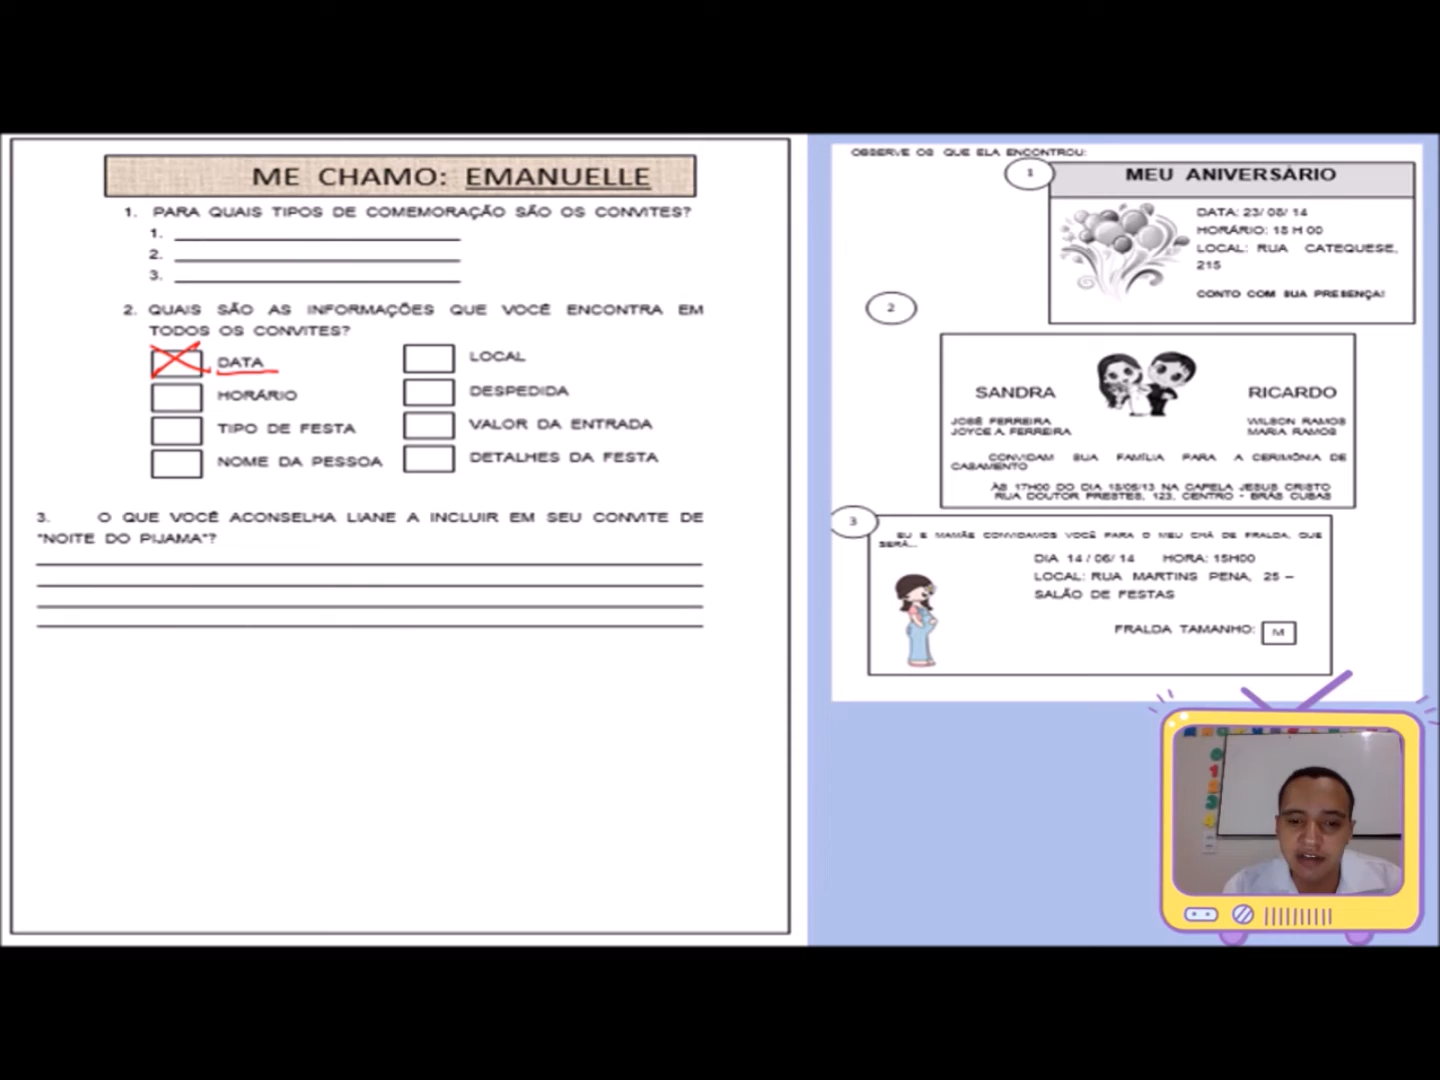 ME CHAMO: EMANUELLE
1. PARA QUAIS TIPOS DE COMEMORAÇÃO SÃO OS CONVITES?
1.
2.
3.
2. QUAIS SÃO AS INFORMAÇÕES QUE VOCÊ ENCONTRA EM
TODOS OS CONVITES?
DATA
HORÁRIO
TIPO DE FESTA
NOME DA PESSOA
LOCAL
DESPEDIDA
VALOR DA ENTRADA
DETALHES DA FESTA
3. O QUE VOCÊ ACONSELHA LIANE A INCLUIR EM SEU CONVITE DE
"NOITE DO PIJAMA"?
OBSERVE OS QUE ELA ENCONTROU:
1
MEU ANIVERSÁRIO
DATA: 23/ 08/ 14
HORÁRIO: 18 H 00
LOCAL: RUA CATEQUESE,
215
CONTO COM SUA PRESENÇA!
2
SANDRA
RICARDO
JOSÉ FERREIRA
JOYCE A. FERREIRA
WILSON RAMOS
MARIA RAMOS
CONVIDAM SUA FAMÍLIA PARA A CERIMÔNIA DE
CASAMENTO
ÀS 17H00 DO DIA 18/05/13 NA CAPELA JESUS CRISTO
RUA DOUTOR PRESTES, 123, CENTRO - BRÁS CUBAS
3
EU E MAMÃE CONVIDAMOS VOCÊ PARA O MEU CHÁ DE FRALDA, QUE
SERÁ...
DIA 14 / 06/ 14 HORA: 15H00
LOCAL: RUA MARTINS PENA, 25 –
SALÃO DE FESTAS
FRALDA TAMANHO: M